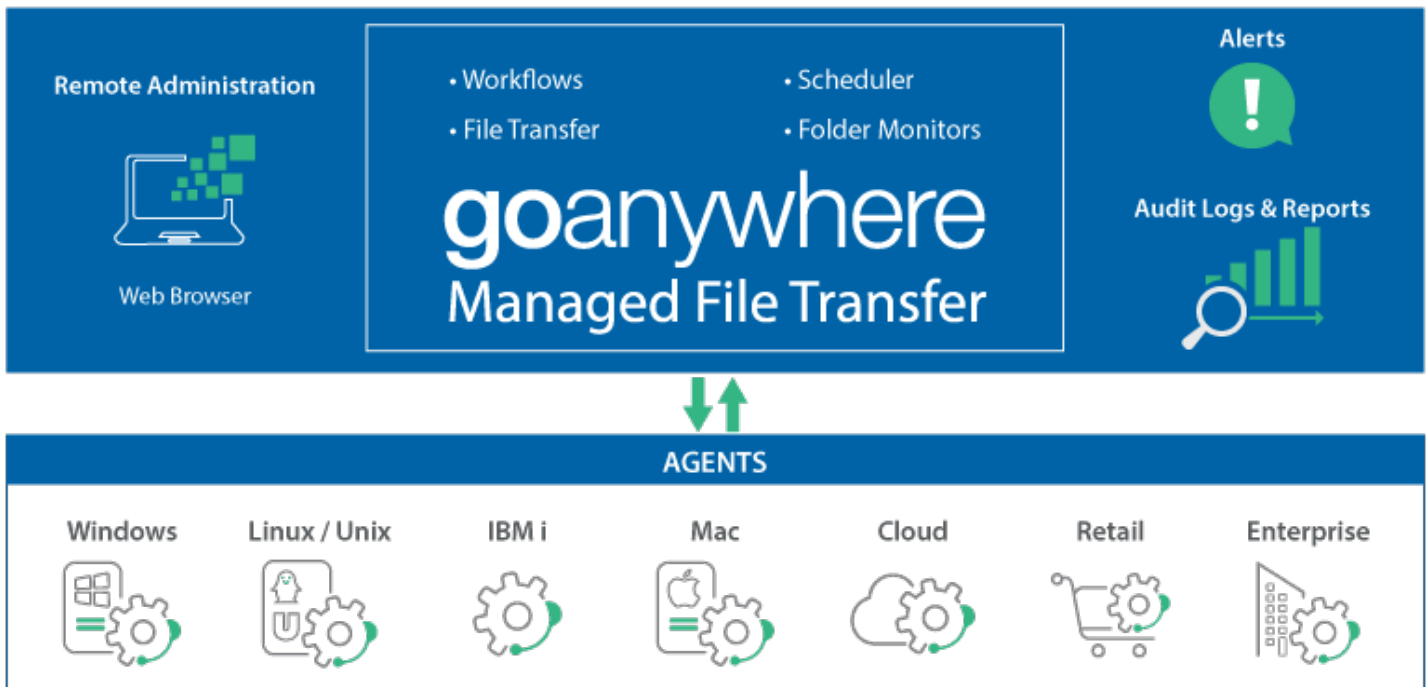 Remote Administration
Web Browser
• Workflows
• File Transfer
• Scheduler
• Folder Monitors
goanywhere
Managed File Transfer
Alerts
!
Audit Logs & Reports
AGENTS
Windows
Linux / Unix
IBM i
Mac
Cloud
Retail
Enterprise
U